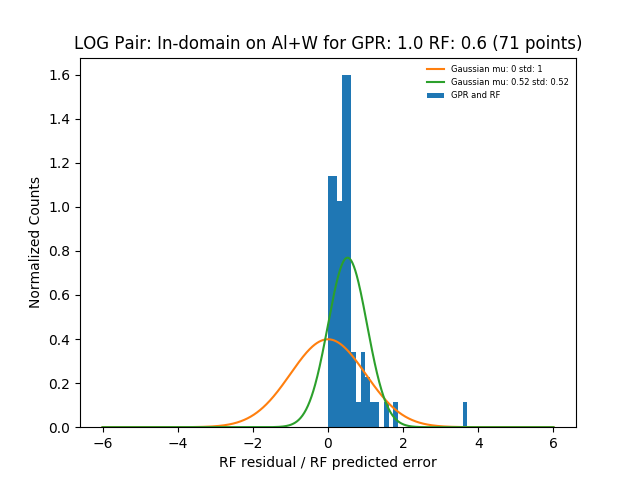 LOG Pair: In-domain on Al+W for GPR: 1.0 RF: 0.6 (71 points)
Gaussian mu: 0 std: 1
Gaussian mu: 0.52 std: 0.52
GPR and RF
Normalized Counts
1.6
1.4
1.2
1.0
0.8
0.6
0.4
0.2
0.0
−6 −4 −2 0 2 4 6
RF residual / RF predicted error